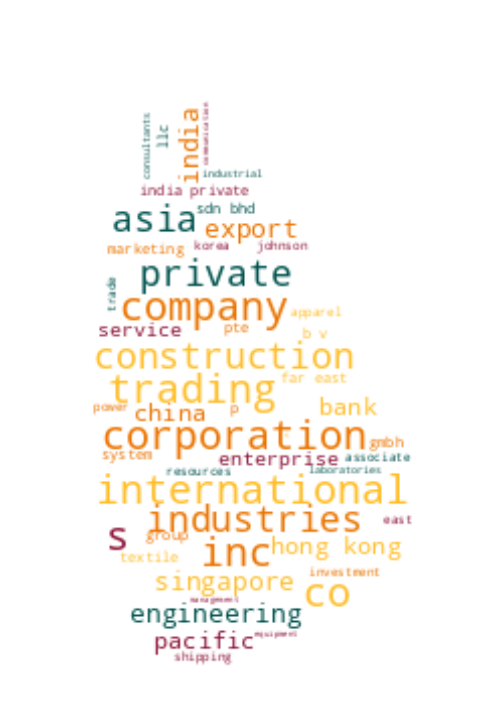 consultants
llc
india
communication
industrial
india private
sdn bhd
asia
export
marketing
korea
johnson
private
trade
company
apparel
service
pte
b v
construction
far east
trading
power
china
p
bank
corporation
gmbh
system
enterprise
associate
resources
laboratories
international
industries
east
s
group
inc
hong kong
textile
investment
singapore
co
management
engineering
equipment
pacific
shipping